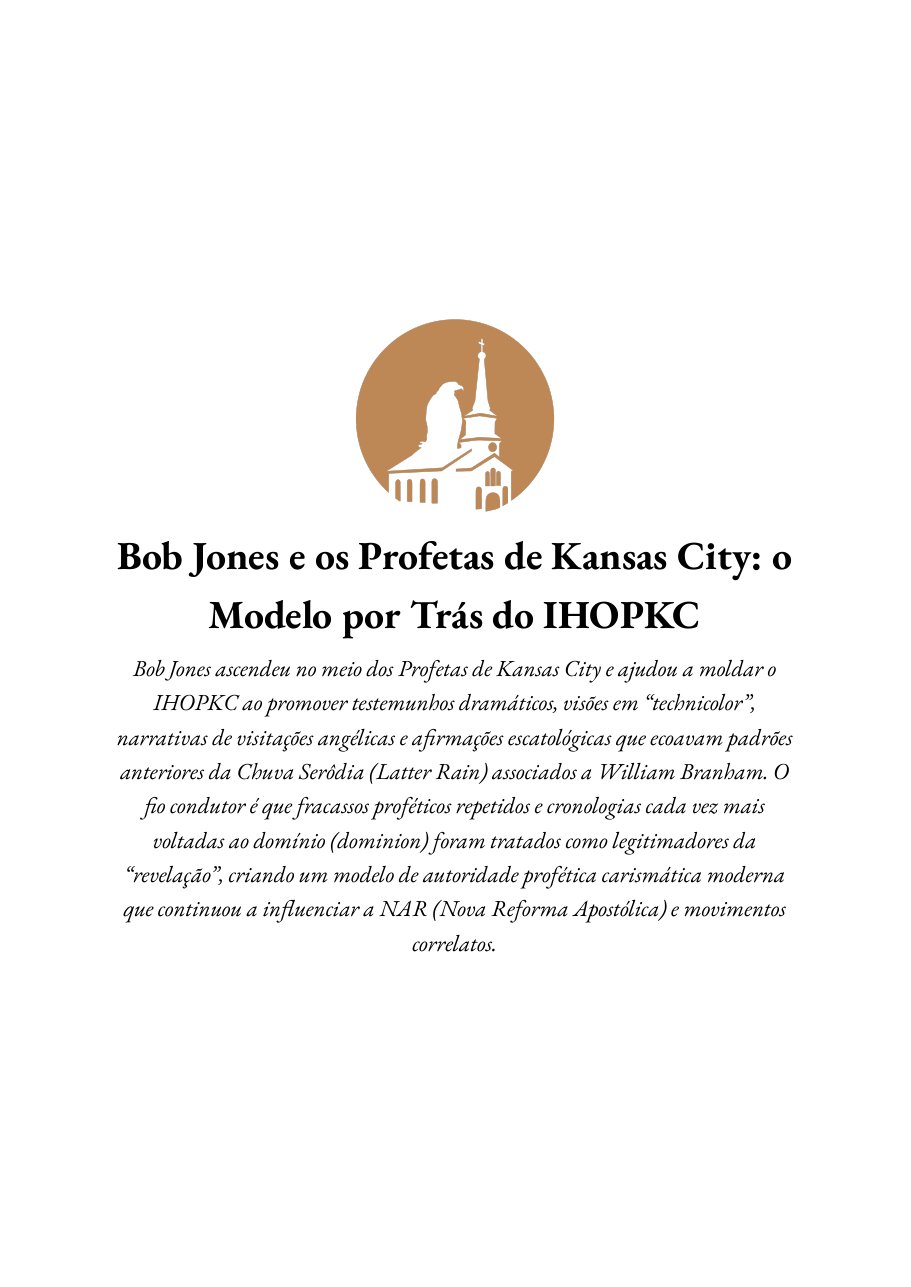 Bob Jones e os Profetas de Kansas City: o
Modelo por Trás do IHOPKC
Bob Jones ascendeu no meio dos Profetas de Kansas City e ajudou a moldar o
IHOPKC ao promover testemunhos dramáticos, visões em “technicolor”,
narrativas de visitações angélicas e afirmações escatológicas que ecoavam padrões
anteriores da Chuva Serôdia (Latter Rain) associados a William Branham. O
fio condutor é que fracassos proféticos repetidos e cronologias cada vez mais
voltadas ao domínio (dominion) foram tratados como legitimadores da
“revelação”, criando um modelo de autoridade profética carismática moderna
que continuou a influenciar a NAR (Nova Reforma Apostólica) e movimentos
correlatos.